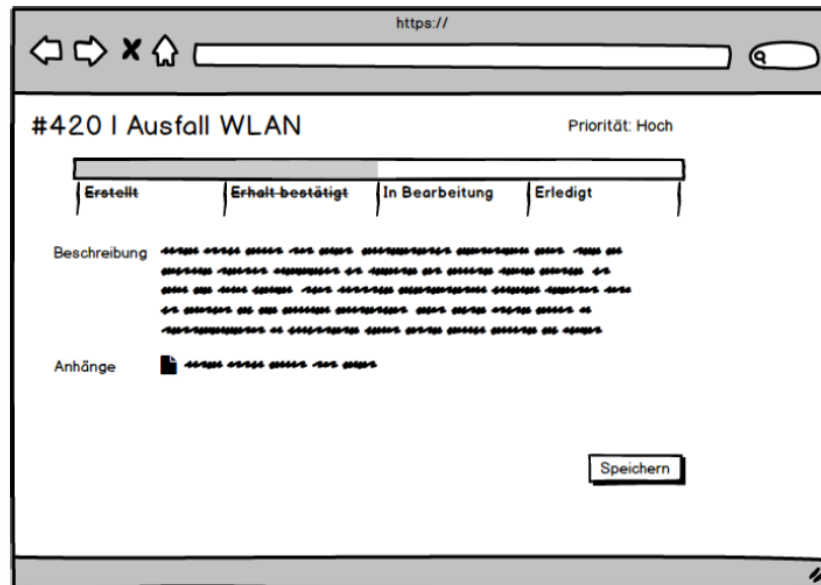 https://
#420 | Ausfall WLAN
Priorität: Hoch
Erstellt
Erhalt bestätigt
In Bearbeitung
Erledigt
Beschreibung
Anhänge
Speichern